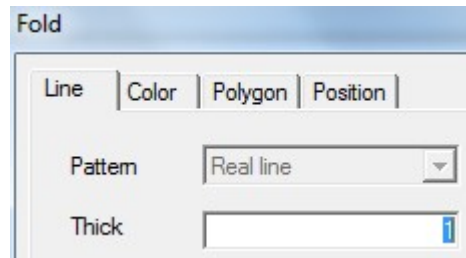 Fold
Line Color Polygon Position
Pattern Real line
Thick 1